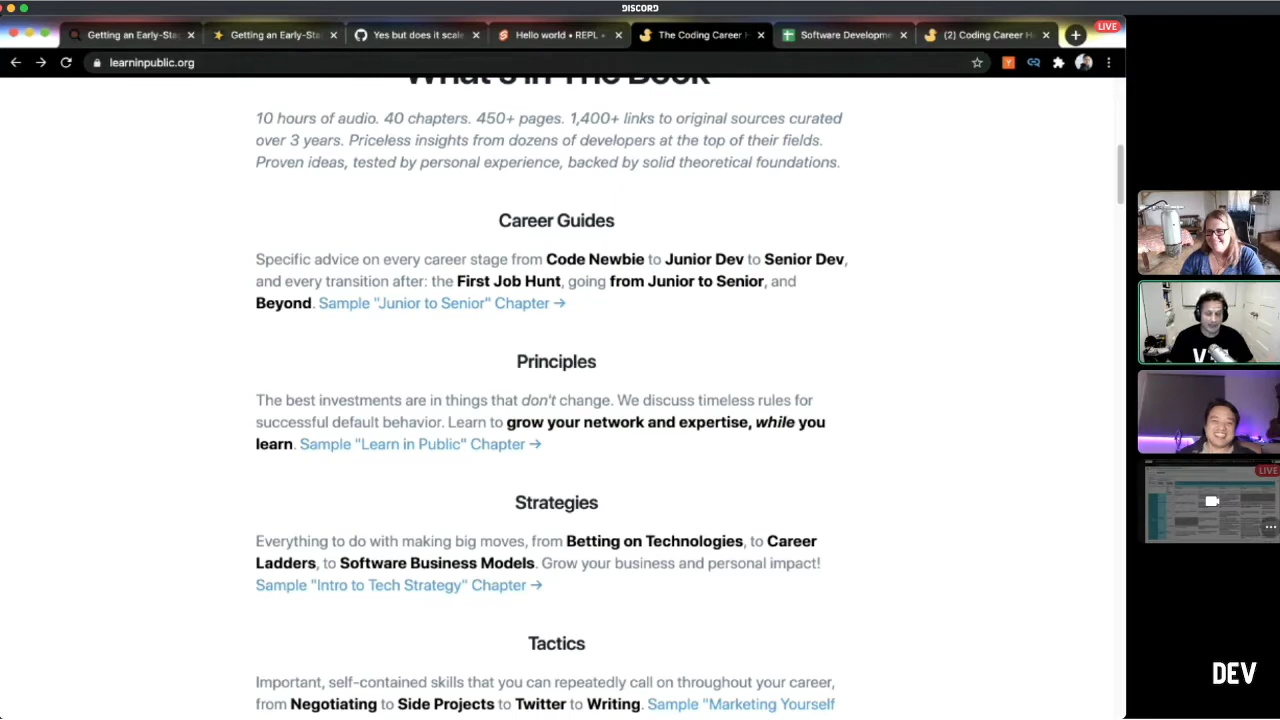 DISCORD
Getting an Early-Sta
Getting an Early-Sta
Yes but does it scale
Hello world • REPL •
The Coding Career H
Software Developme
(2) Coding Career H
LIVE
learninpublic.org
What's In The Book
10 hours of audio. 40 chapters. 450+ pages. 1,400+ links to original sources curated
over 3 years. Priceless insights from dozens of developers at the top of their fields.
Proven ideas, tested by personal experience, backed by solid theoretical foundations.
Career Guides
Specific advice on every career stage from Code Newbie to Junior Dev to Senior Dev,
and every transition after: the First Job Hunt, going from Junior to Senior, and
Beyond. Sample "Junior to Senior" Chapter →
Principles
The best investments are in things that don't change. We discuss timeless rules for
successful default behavior. Learn to grow your network and expertise, while you
learn. Sample "Learn in Public" Chapter →
Strategies
Everything to do with making big moves, from Betting on Technologies, to Career
Ladders, to Software Business Models. Grow your business and personal impact!
Sample "Intro to Tech Strategy" Chapter →
Tactics
Important, self-contained skills that you can repeatedly call on throughout your career,
from Negotiating to Side Projects to Twitter to Writing. Sample "Marketing Yourself
LIVE
DEV